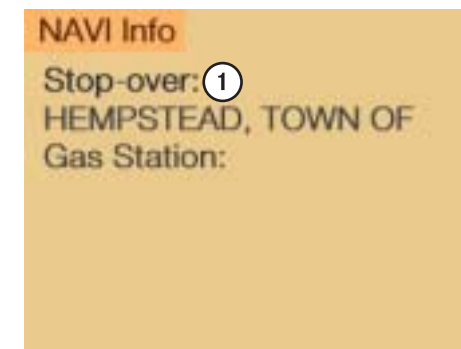 NAVI Info
Stop-over: 1
HEMPSTEAD, TOWN OF
Gas Station: